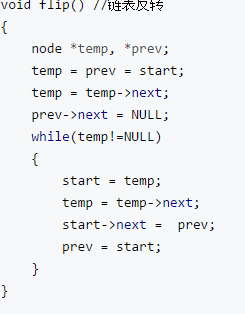 void flip() //链表反转
{
    node *temp, *prev;
    temp = prev = start;
    temp = temp->next;
    prev->next = NULL;
    while(temp!=NULL)
    {
        start = temp;
        temp = temp->next;
        start->next =  prev;
        prev = start;
    }
}